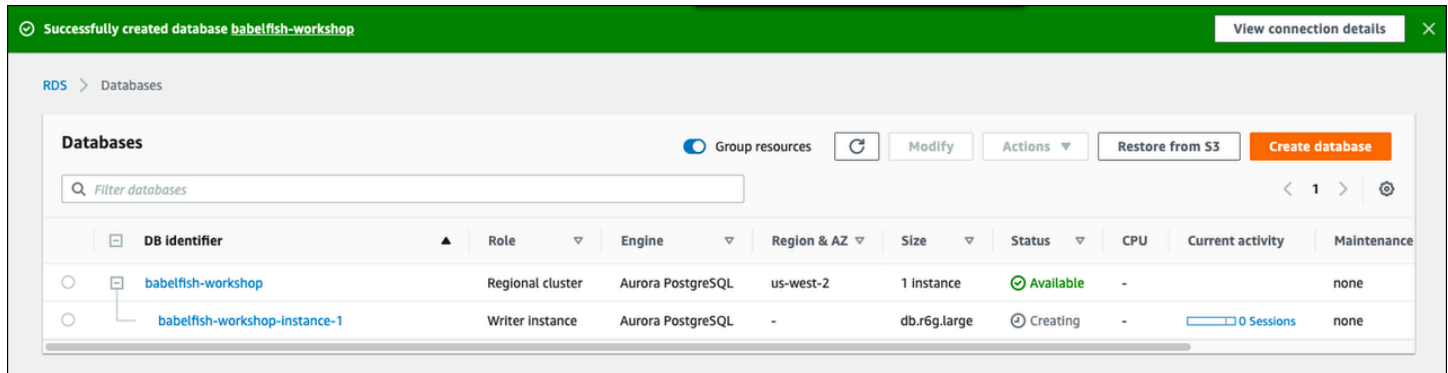 Successfully created database babelfish-workshop View connection details
RDS > Databases
Databases Group resources Modify Actions Restore from S3 Create database
Filter databases 1
DB identifier Role Engine Region & AZ Size Status CPU Current activity Maintenance
babelfish-workshop Regional cluster Aurora PostgreSQL us-west-2 1 instance Available - none
babelfish-workshop-instance-1 Writer instance Aurora PostgreSQL - db.r6g.large Creating - 0 Sessions none